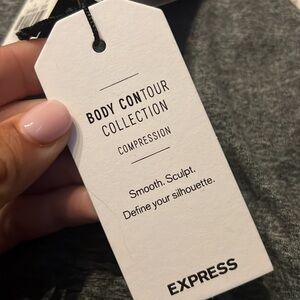 BODY CONTOUR
COLLECTION
COMPRESSION
Smooth. Sculpt.
Define your silhouette.
EXPRESS